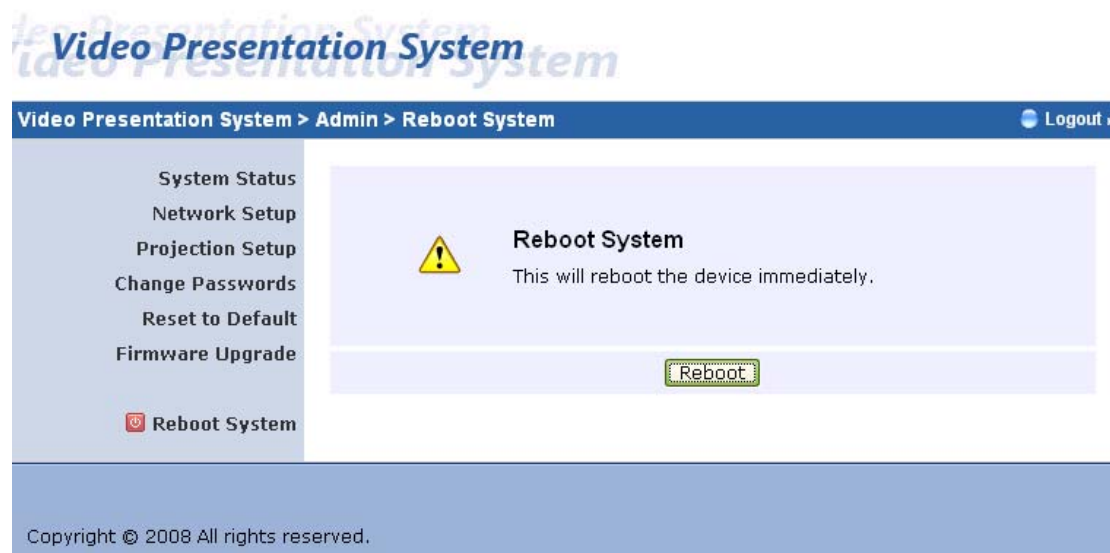 Video Presentation System
Video Presentation System > Admin > Reboot System
Logout
System Status
Network Setup
Projection Setup
Change Passwords
Reset to Default
Firmware Upgrade
Reboot System
Reboot System
This will reboot the device immediately.
Reboot
Copyright © 2008 All rights reserved.